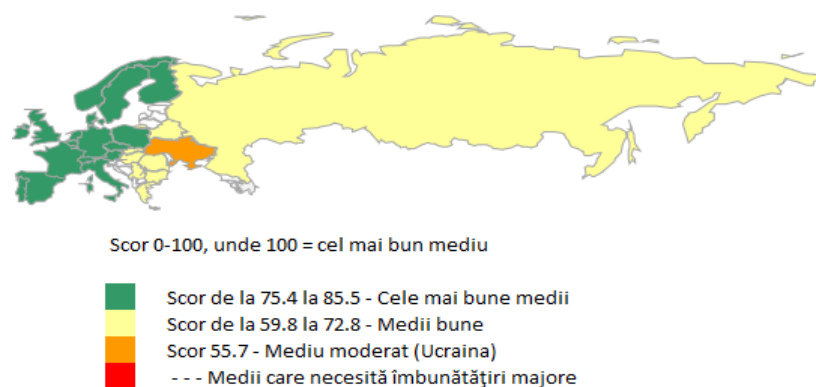 Scor 0-100, unde 100 = cel mai bun mediu
Scor de la 75.4 la 85.5 - Cele mai bune medii
Scor de la 59.8 la 72.8 - Medii bune
Scor 55.7 - Mediu moderat (Ucraina)
- - - Medii care necesită îmbunătăţiri majore